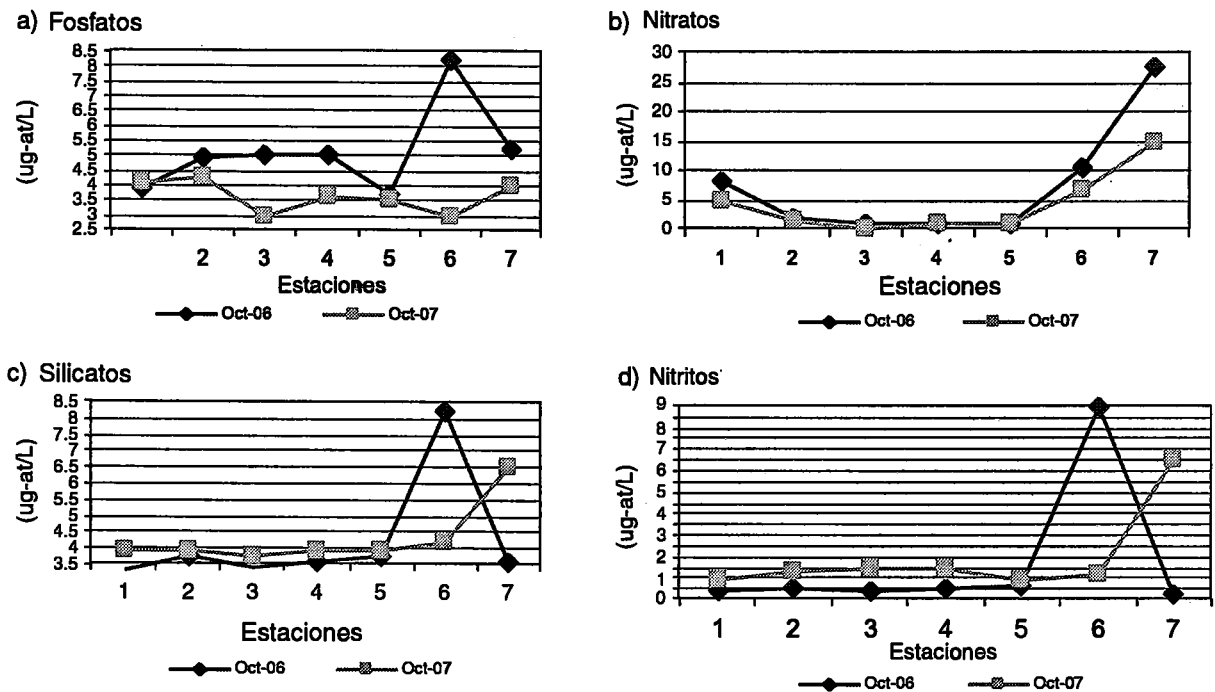 a) Fosfatos
8.5
8
7.5
7
6.5
6
5.5
5
4.5
4
3.5
3
2.5
(ug-at/L)
2 3 4 5 6 7
Estaciones
Oct-06 Oct-07
b) Nitratos
30
25
20
15
10
5
0
(ug-at/L)
1 2 3 4 5 6 7
Estaciones
Oct-06 Oct-07
c) Silicatos
8.5
8
7.5
7
6.5
6
5.5
5
4.5
4
3.5
(ug-at/L)
1 2 3 4 5 6 7
Estaciones
Oct-06 Oct-07
d) Nitritos
9
8
7
6
5
4
3
2
1
0
(ug-at/L)
1 2 3 4 5 6 7
Estaciones
Oct-06 Oct-07